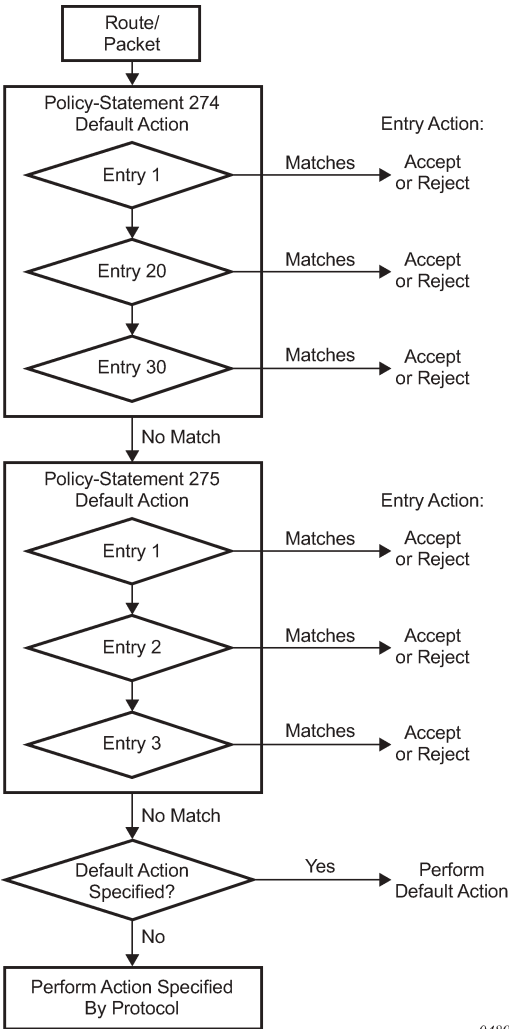 Route/
Packet
Policy-Statement 274
Default Action
Entry Action:
Entry 1
Matches
Accept
or Reject
Entry 20
Matches
Accept
or Reject
Entry 30
Matches
Accept
or Reject
No Match
Policy-Statement 275
Default Action
Entry Action:
Entry 1
Matches
Accept
or Reject
Entry 2
Matches
Accept
or Reject
Entry 3
Matches
Accept
or Reject
No Match
Default Action
Specified?
Yes
Perform
Default Action
No
Perform Action Specified
By Protocol